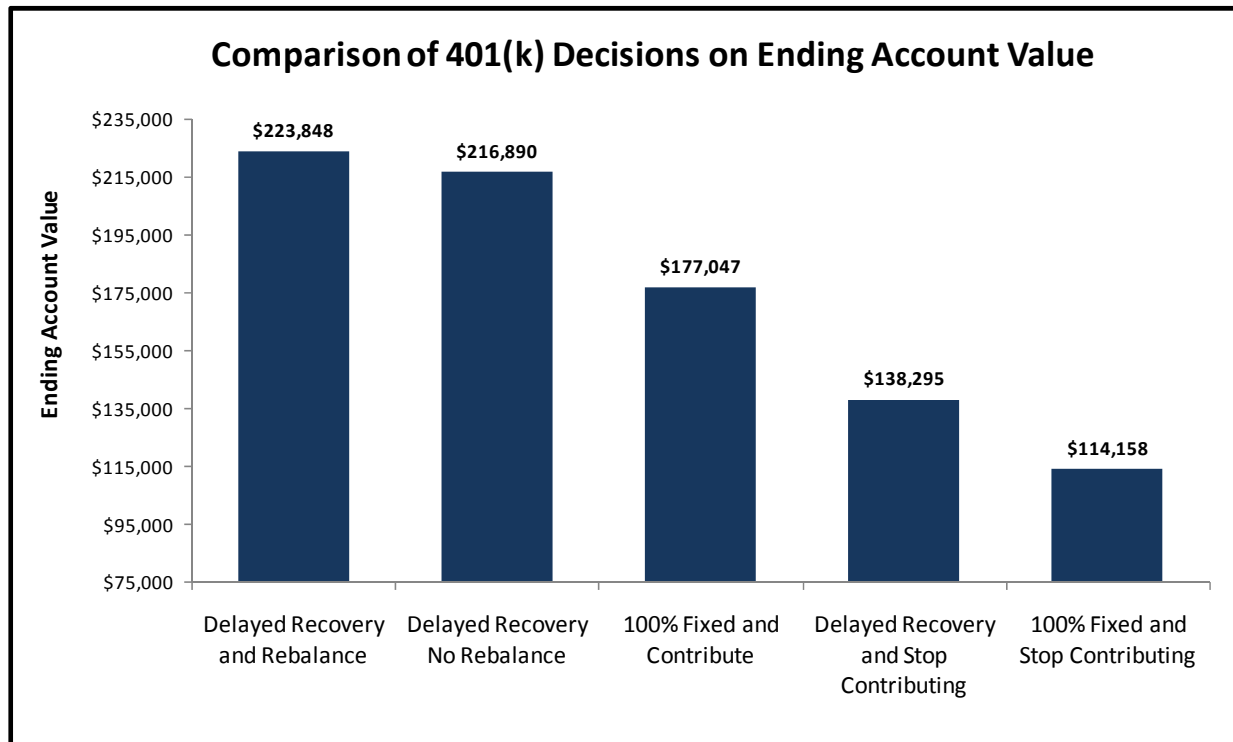 Comparison of 401(k) Decisions on Ending Account Value
Ending Account Value
$235,000
$215,000
$195,000
$175,000
$155,000
$135,000
$115,000
$95,000
$75,000
$223,848
$216,890
$177,047
$138,295
$114,158
Delayed Recovery
and Rebalance
Delayed Recovery
No Rebalance
100% Fixed and
Contribute
Delayed Recovery
and Stop
Contributing
100% Fixed and
Stop Contributing